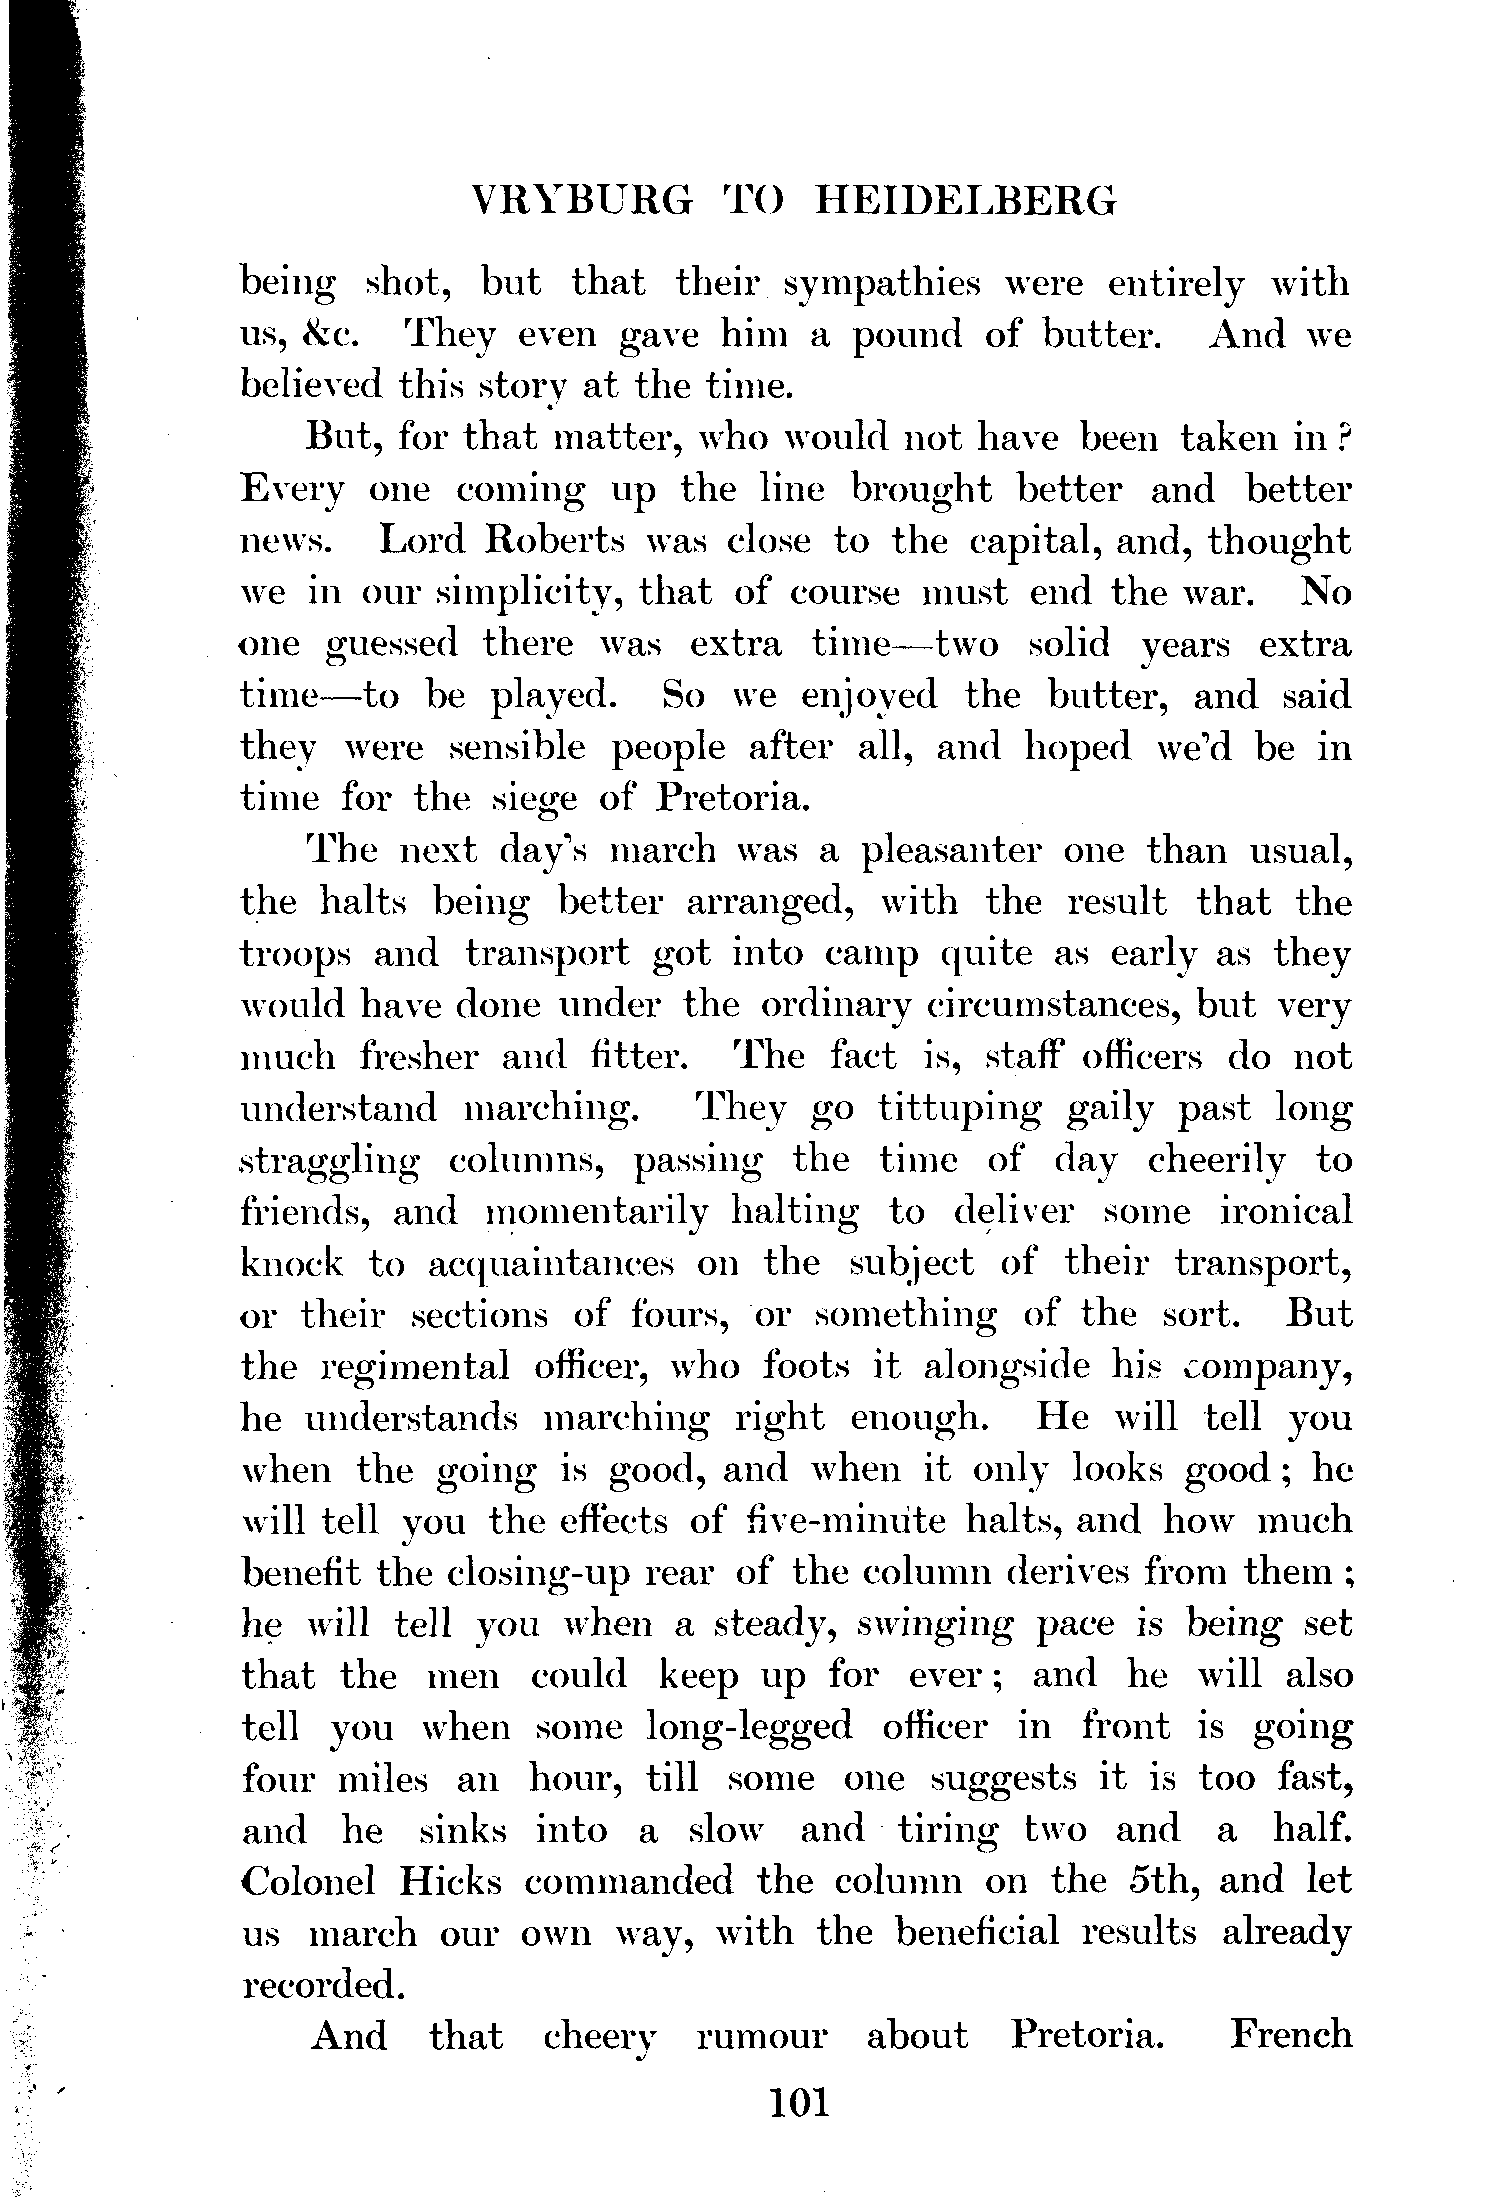 VRYBURG TO HEIDELBERG
being shot, but that their sympathies were entirely with
us, &c. They even gave him a pound of butter. And we
believed this story at the time.
But, for that matter, who would not have been taken in?
Every one coming up the line brought better and better
news. Lord Roberts was close to the capital, and, thought
we in our simplicity, that of course must end the war. No
one guessed there was extra time—two solid years extra
time—to be played. So we enjoyed the butter, and said
they were sensible people after all, and hoped we'd be in
time for the siege of Pretoria.
The next day's march was a pleasanter one than usual,
the halts being better arranged, with the result that the
troops and transport got into camp quite as early as they
would have done under the ordinary circumstances, but very
much fresher and fitter. The fact is, staff officers do not
understand marching. They go tittuping gaily past long
straggling columns, passing the time of day cheerily to
friends, and momentarily halting to deliver some ironical
knock to acquaintances on the subject of their transport,
or their sections of fours, or something of the sort. But
the regimental officer, who foots it alongside his company,
he understands marching right enough. He will tell you
when the going is good, and when it only looks good; he
will tell you the effects of five-minute halts, and how much
benefit the closing-up rear of the column derives from them;
he will tell you when a steady, swinging pace is being set
that the men could keep up for ever; and he will also
tell you when some long-legged officer in front is going
four miles an hour, till some one suggests it is too fast,
and he sinks into a slow and tiring two and a half.
Colonel Hicks commanded the column on the 5th, and let
us march our own way, with the beneficial results already
recorded.
And that cheery rumour about Pretoria. French
101